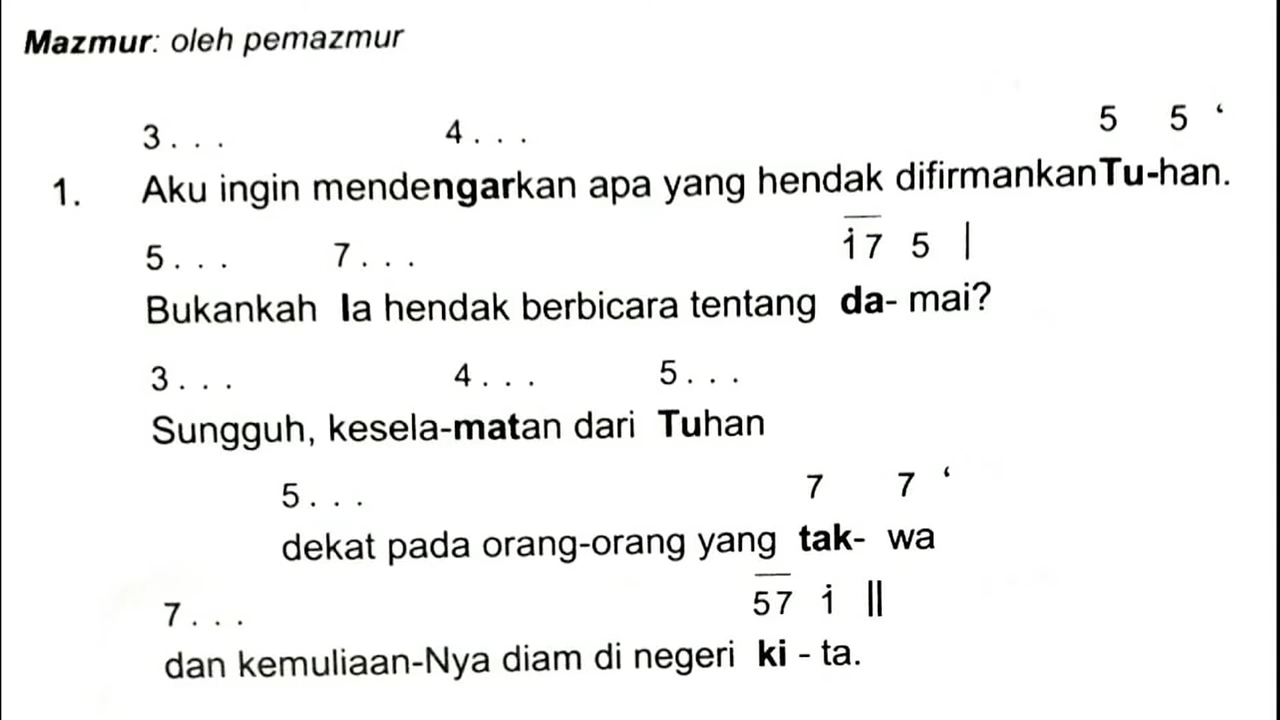 Mazmur: oleh pemazmur
3 . . . 4 . . . 5 5 ‘
1. Aku ingin mendengarkan apa yang hendak difirmankanTu-han.
5 . . . 7 . . . i̇7 5 |
Bukankah Ia hendak berbicara tentang da- mai?
3 . . . 4 . . . 5 . . .
Sungguh, kesela-matan dari Tuhan
5 . . . 7 7 ‘
dekat pada orang-orang yang tak- wa
7 . . . 57 i̇ ||
dan kemuliaan-Nya diam di negeri ki - ta.